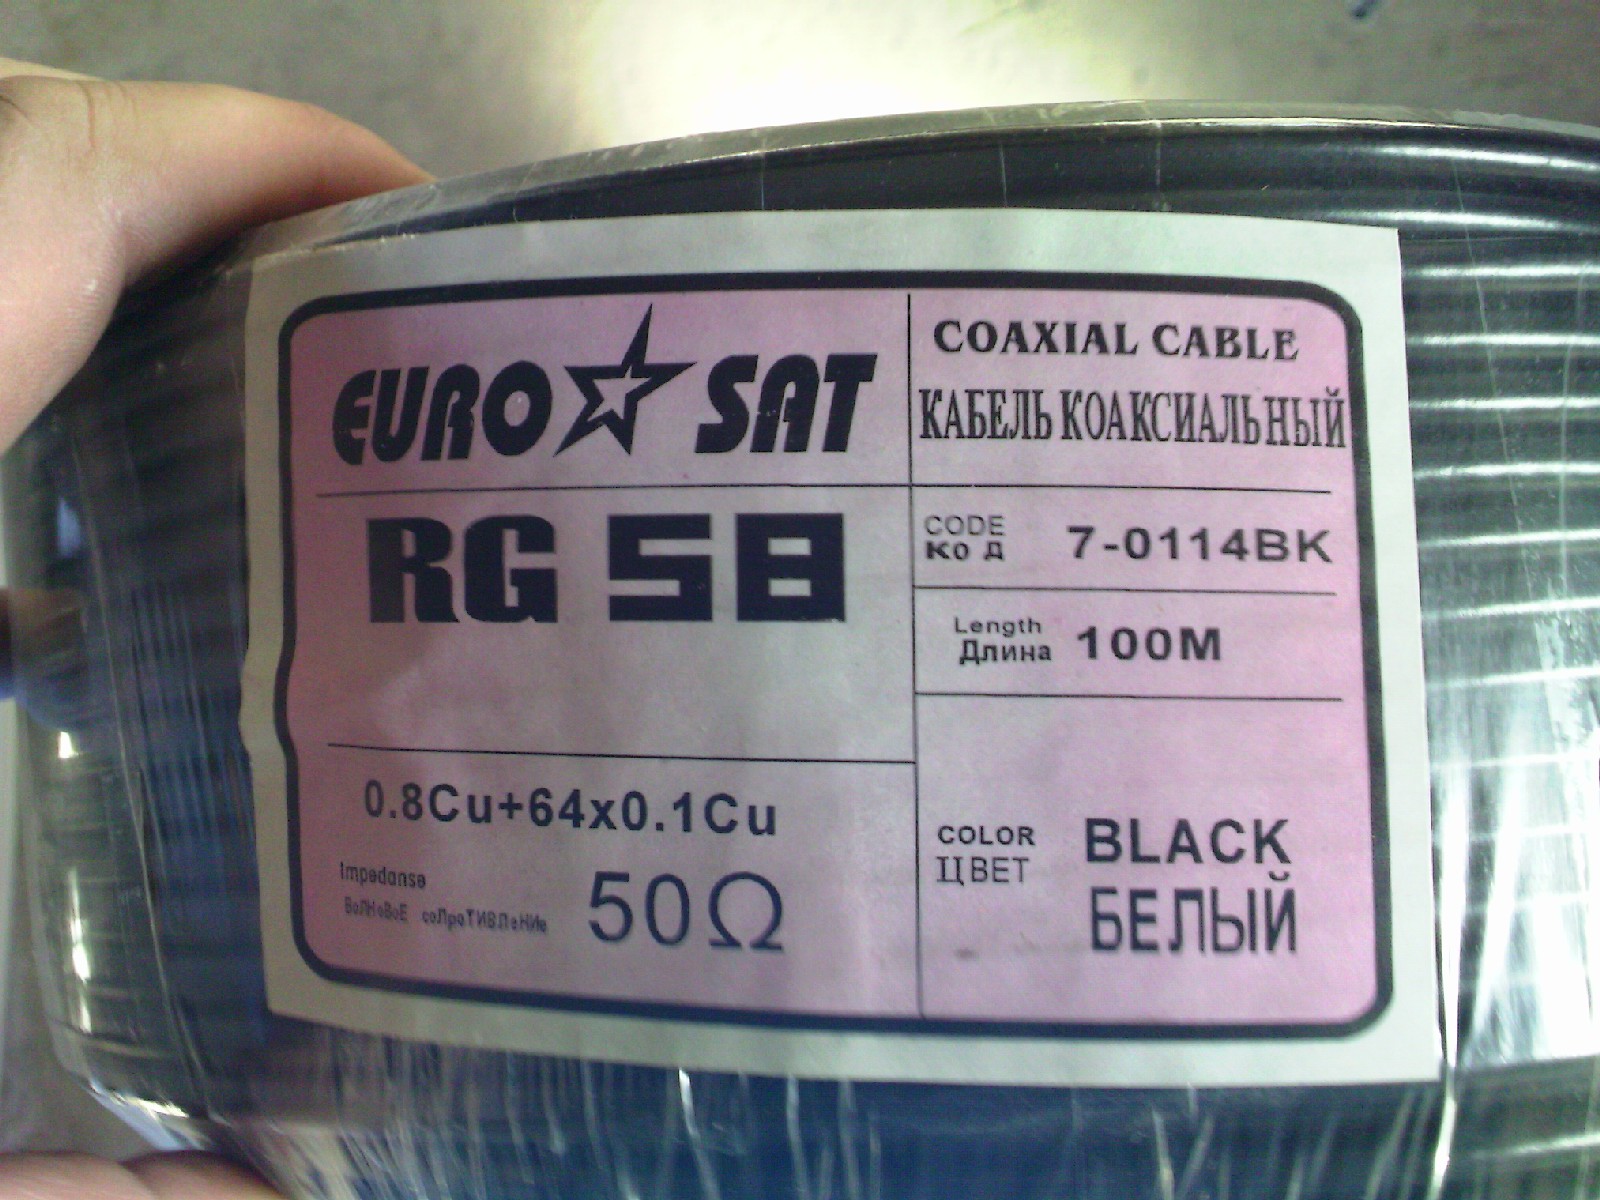 EURO SAT
COAXIAL CABLE
КАБЕЛЬ КОАКСИАЛЬНЫЙ
RG 58
CODE
КОД 7-0114BK
Length
Длина 100M
0.8Cu+64x0.1Cu
Impedanse
ВоЛНоВоЕ соПроТИВЛеНИе 50Ω
COLOR BLACK
ЦВЕТ БЕЛЫЙ